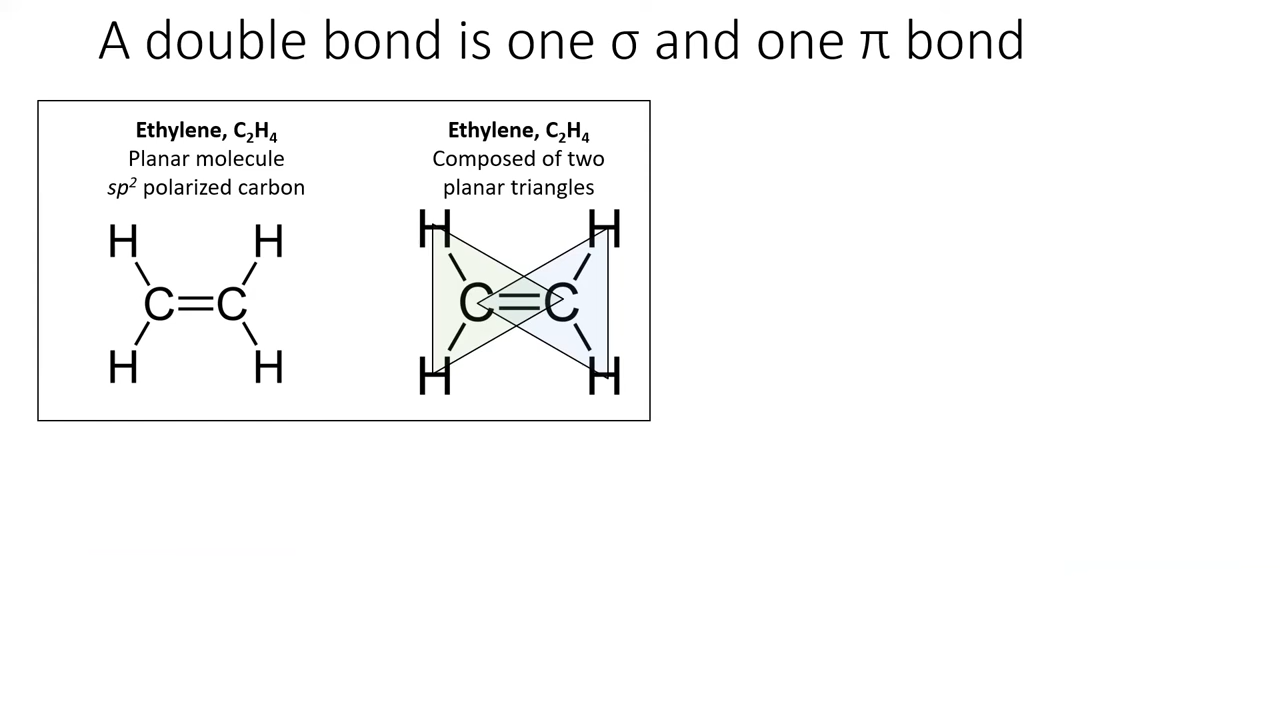 A double bond is one σ and one π bond
Ethylene, C₂H₄
Planar molecule
sp² polarized carbon
H H
C=C
H H
Ethylene, C₂H₄
Composed of two
planar triangles
H H
C=C
H H